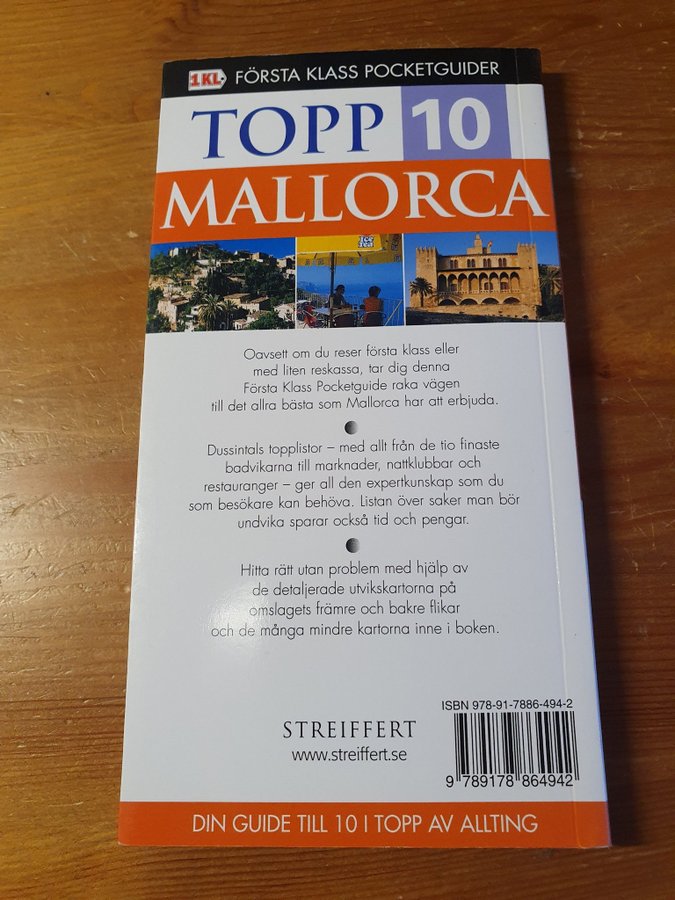 1 KL FÖRSTA KLASS POCKETGUIDER
TOPP 10
MALLORCA
Ice Tea
Oavsett om du reser första klass eller
med liten reskassa, tar dig denna
Första Klass Pocketguide raka vägen
till det allra bästa som Mallorca har att erbjuda.
Dussintals topplistor – med allt från de tio finaste
badvikarna till marknader, nattklubbar och
restauranger – ger all den expertkunskap som du
som besökare kan behöva. Listan över saker man bör
undvika sparar också tid och pengar.
Hitta rätt utan problem med hjälp av
de detaljerade utvikskartorna på
omslagets främre och bakre flikar
och de många mindre kartorna inne i boken.
ISBN 978-91-7886-494-2
STREIFFERT
www.streiffert.se
9 789178 864942
DIN GUIDE TILL 10 I TOPP AV ALLTING